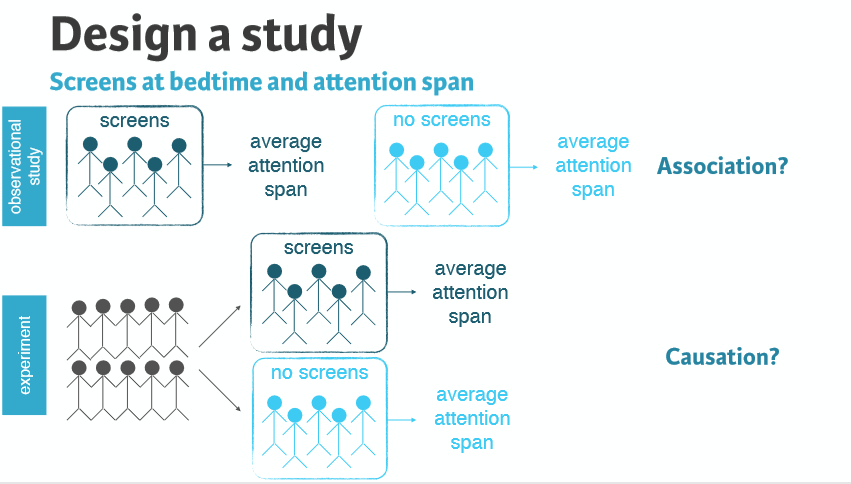 Design a study
Screens at bedtime and attention span
observational
study
screens
average
attention
span
no screens
average
attention
span
Association?
experiment
screens
average
attention
span
no screens
average
attention
span
Causation?